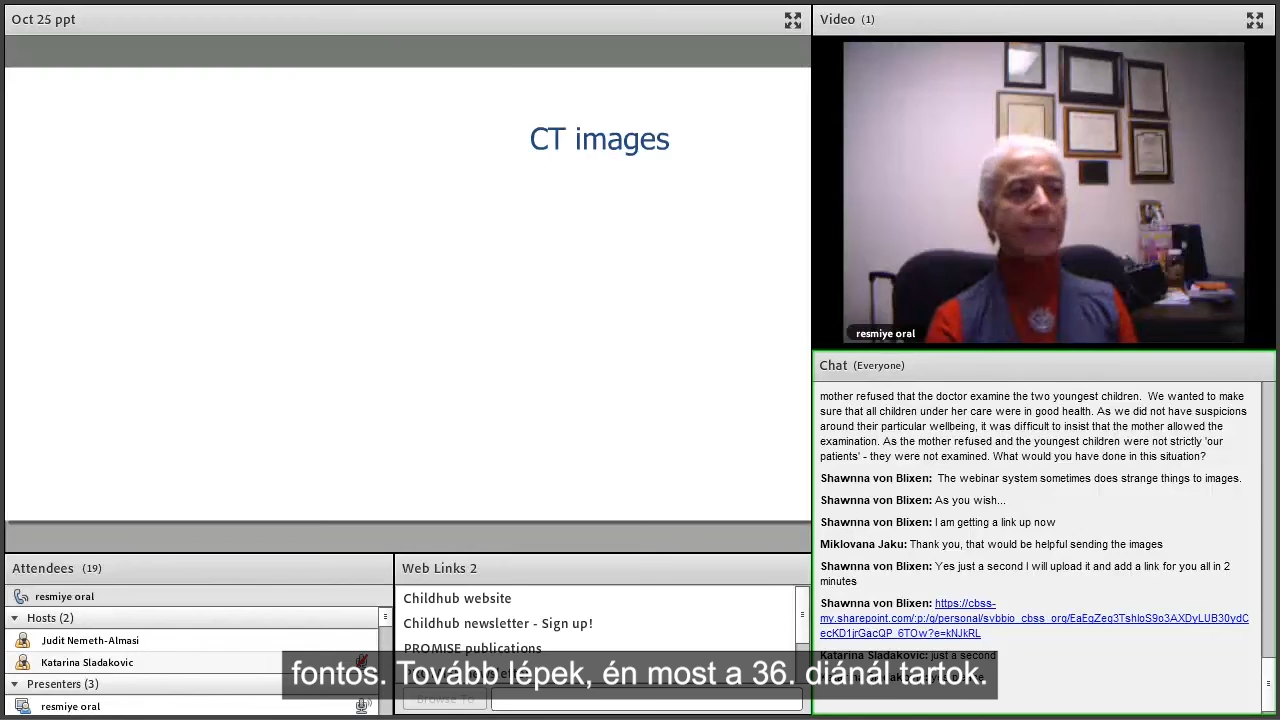 Oct 25 ppt
CT images
Video (1)
resmiye oral
Chat (Everyone)
mother refused that the doctor examine the two youngest children. We wanted to make
sure that all children under her care were in good health. As we did not have suspicions
around their particular wellbeing, it was difficult to insist that the mother allowed the
examination. As the mother refused and the youngest children were not strictly 'our
patients' - they were not examined. What would you have done in this situation?
Shawnna von Blixen: The webinar system sometimes does strange things to images.
Shawnna von Blixen: As you wish...
Shawnna von Blixen: I am getting a link up now
Miklovana Jaku: Thank you, that would be helpful sending the images
Shawnna von Blixen: Yes just a second I will upload it and add a link for you all in 2
minutes
Shawnna von Blixen: https://cbss-
my.sharepoint.com/:p:/g/personal/svbbio_cbss_org/EaEgZeg3TshIoS9o3AXDyLUB30ydC
ecKD1jrGacQP_6TOw?e=kNJkRL
Katarina Sladakovic: just a second
Attendees (19)
resmiye oral
Hosts (2)
Judit Nemeth-Almasi
Katarina Sladakovic
Presenters (3)
resmiye oral
Web Links 2
Childhub website
Childhub newsletter - Sign up!
PROMISE publications
Browse To
fontos. Tovább lépek, én most a 36. diánál tartok.